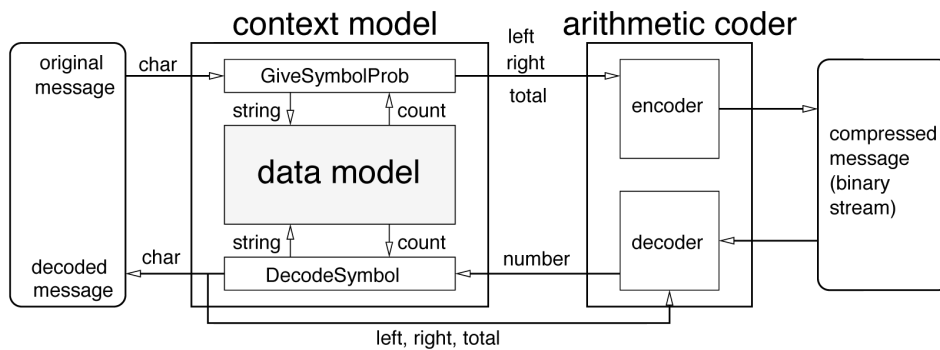 context model
arithmetic coder
original
message
char
GiveSymbolProb
left
right
total
encoder
string
count
data model
compressed
message
(binary
stream)
string
count
decoder
decoded
message
char
DecodeSymbol
number
left, right, total